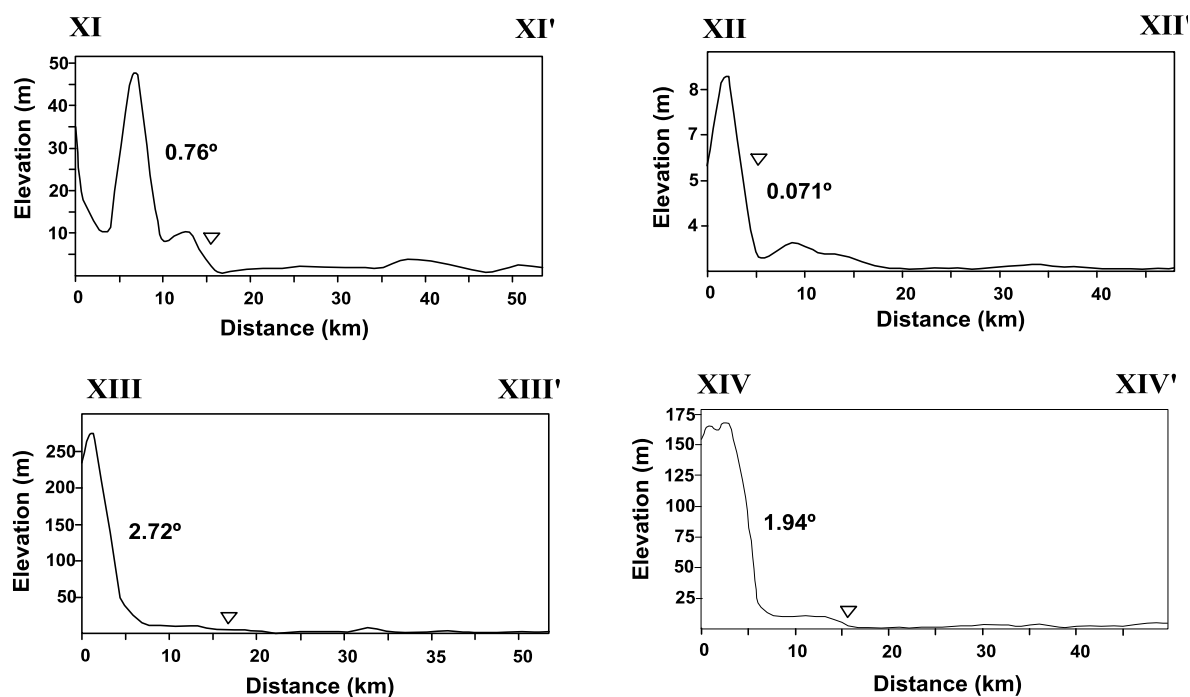 XI XI'
50
40
30
20
10
Elevation (m)
0.76º
0 10 20 30 40 50
Distance (km)
XII XII'
8
7
5
4
Elevation (m)
0.071º
0 10 20 30 40
Distance (km)
XIII XIII'
250
200
150
100
50
Elevation (m)
2.72º
0 10 20 30 35 50
Distance (km)
XIV XIV'
175
150
125
100
75
50
25
Elevation (m)
1.94º
0 10 20 30 40
Distance (km)